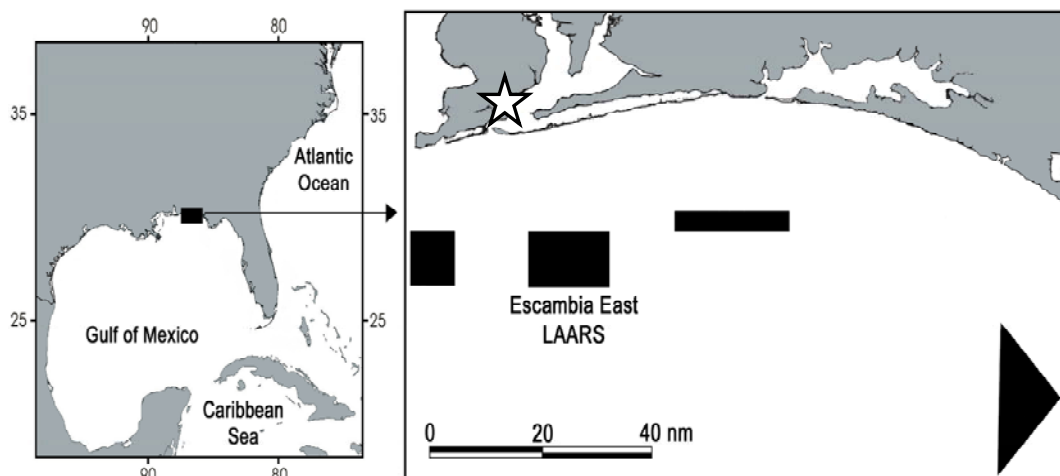 90
80
35
35
Atlantic
Ocean
25
25
Gulf of Mexico
Caribbean
Sea
90
80
Escambia East
LAARS
0
20
40 nm